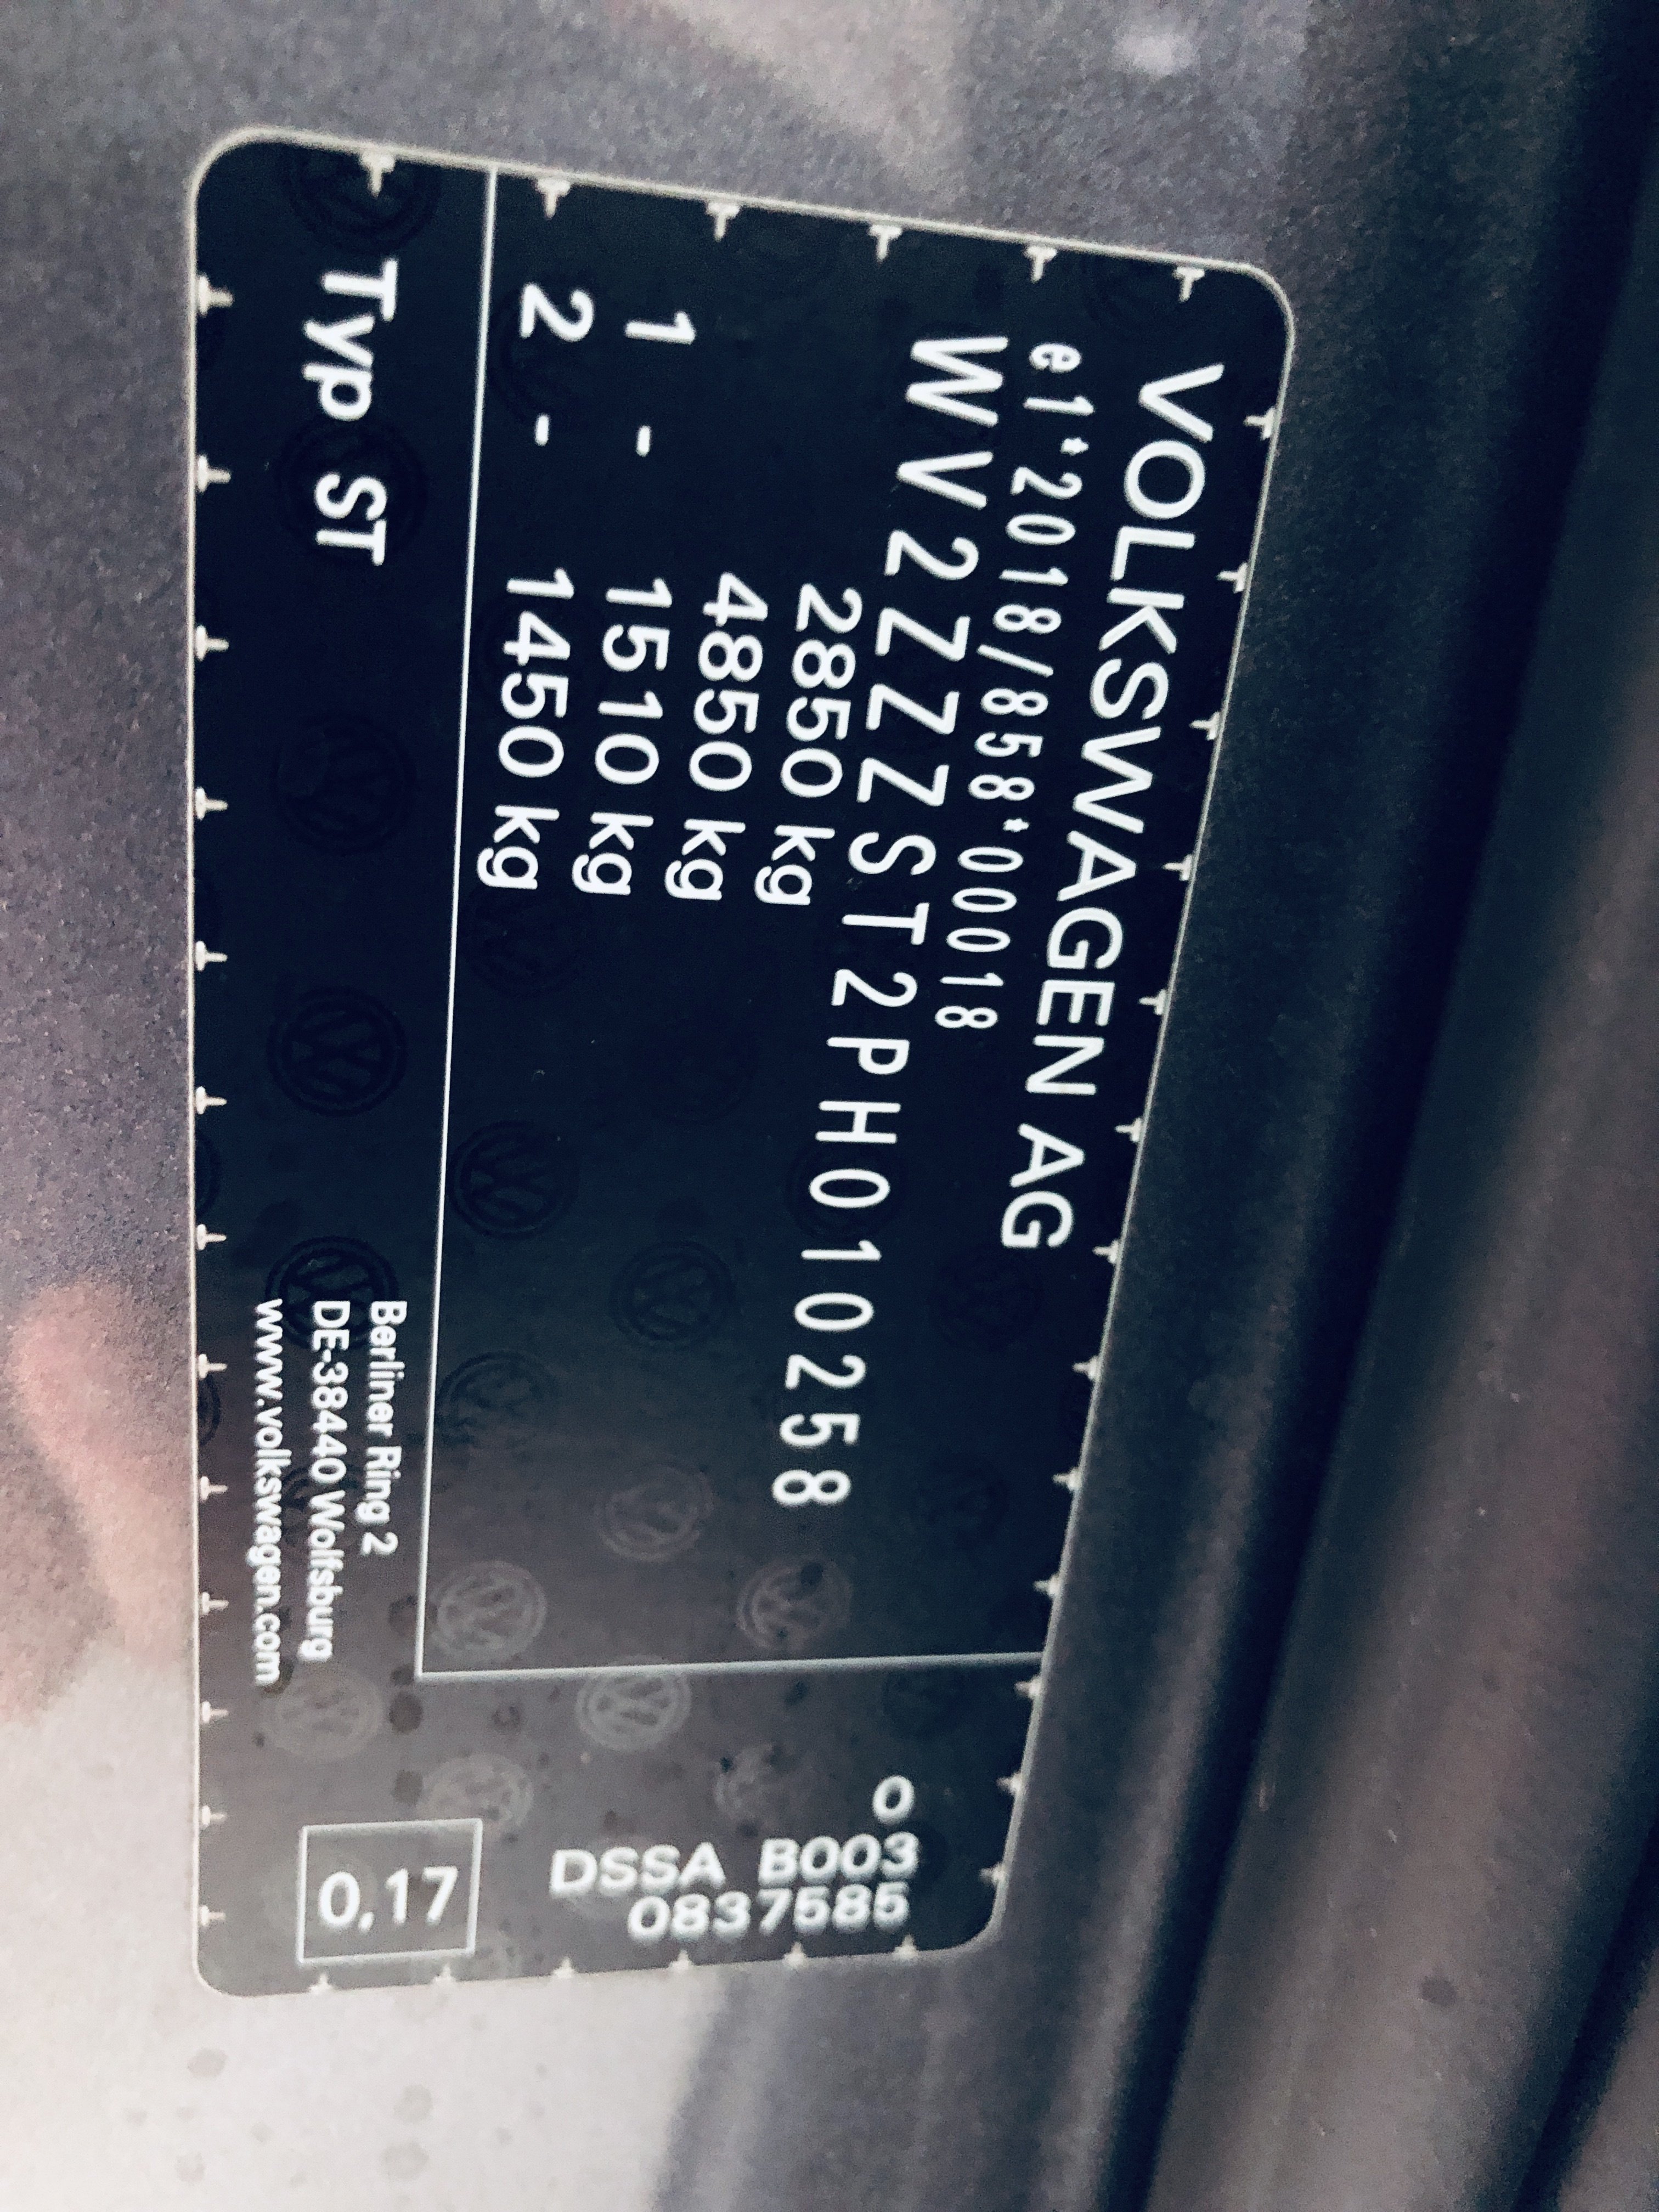 VOLKSWAGEN AG
e1*2018/858*00018
WV2ZZZST2PH010258
2850 kg
4850 kg
1 - 1510 kg
2 - 1450 kg
Typ ST
Berliner Ring 2
DE-38440 Wolfsburg
www.volkswagen.com
O
DSSA B003
0837585
0,17